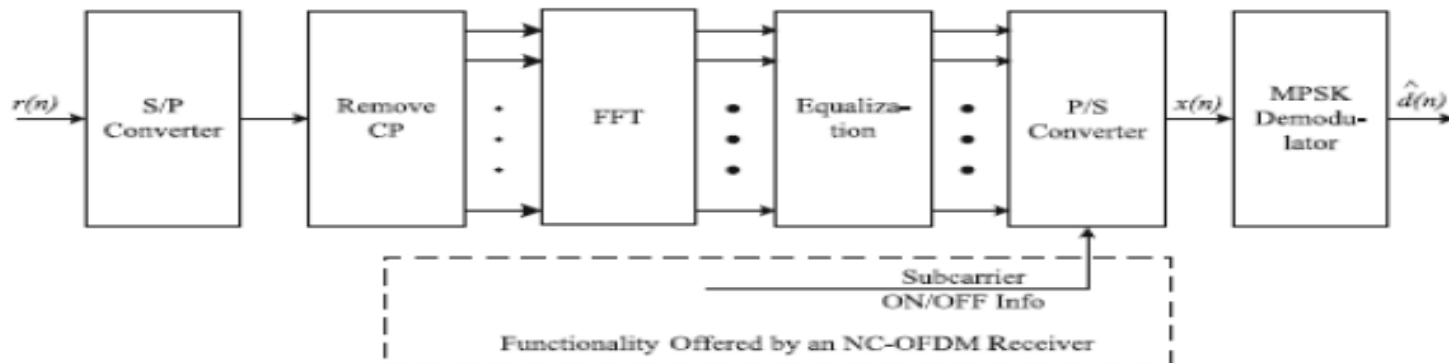 r(n)
S/P
Converter
Remove
CP
FFT
Equaliza-
tion
P/S
Converter
x(n)
MPSK
Demodu-
lator
d̂(n)
Subcarrier
ON/OFF Info
Functionality Offered by an NC-OFDM Receiver